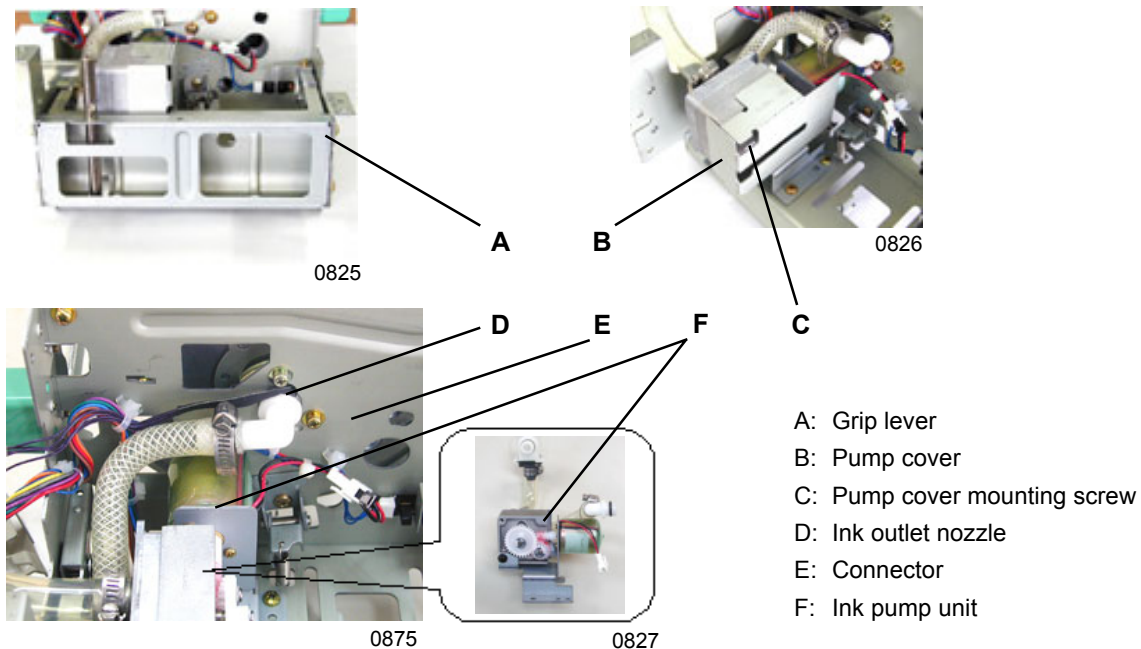 A
B
0825
0826
D
E
F
C
0875
0827
A: Grip lever
B: Pump cover
C: Pump cover mounting screw
D: Ink outlet nozzle
E: Connector
F: Ink pump unit